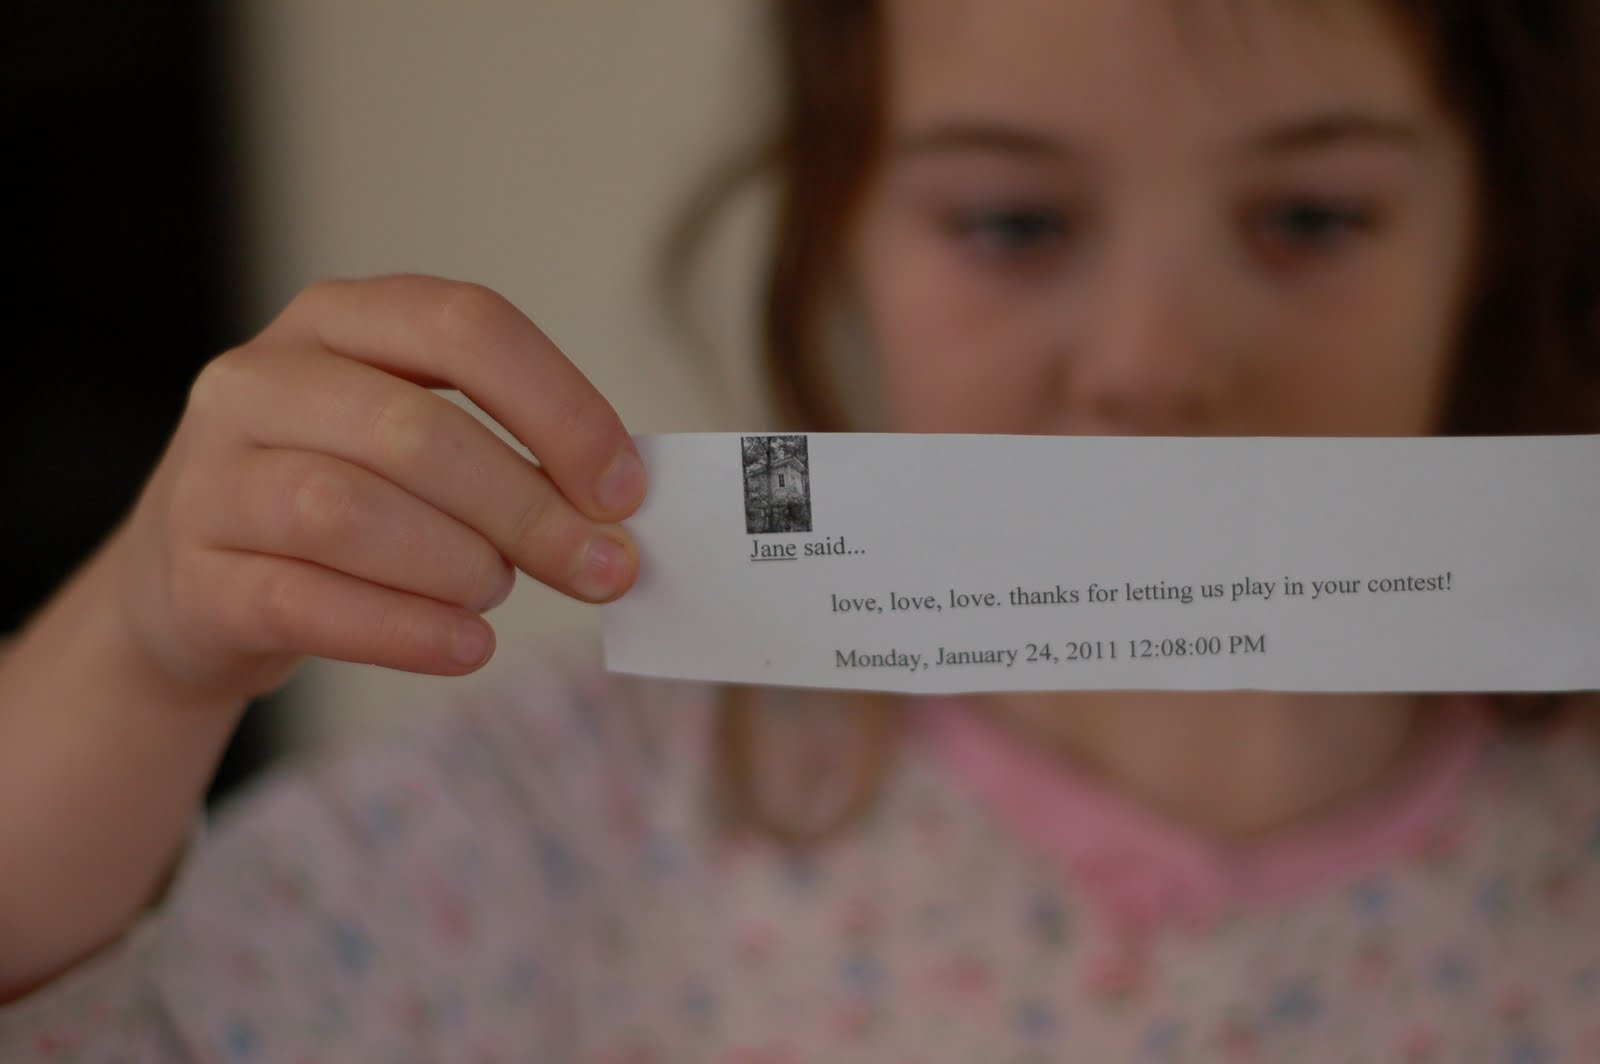 Jane said...
love, love, love. thanks for letting us play in your contest!
Monday, January 24, 2011 12:08:00 PM